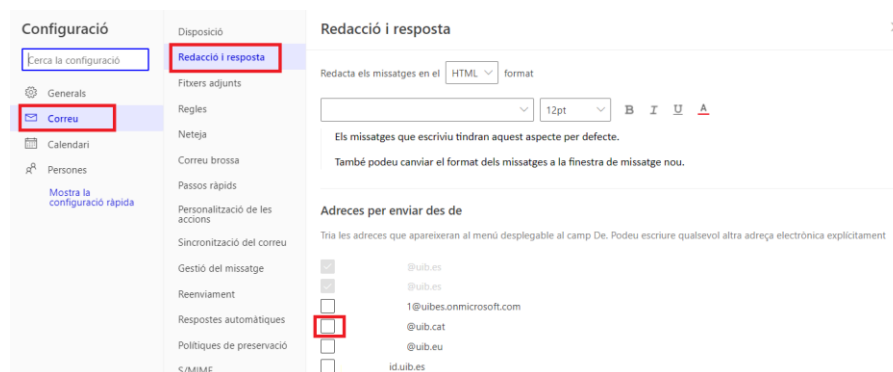 Configuració
Cerca la configuració
Generals
Correu
Calendari
Persones
Mostra la
configuració ràpida
Disposició
Redacció i resposta
Fitxers adjunts
Regles
Neteja
Correu brossa
Passos ràpids
Personalització de les
accions
Sincronització del correu
Gestió del missatge
Reenviament
Respostes automàtiques
Polítiques de preservació
S/MIME
Redacció i resposta
Redacta els missatges en el HTML format
12pt B I U A
Els missatges que escriviu tindran aquest aspecte per defecte.
També podeu canviar el format dels missatges a la finestra de missatge nou.
Adreces per enviar des de
Tria les adreces que apareixeran al menú desplegable al camp De. Podeu escriure qualsevol altra adreça electrònica explícitament
@uib.es
@uib.es
1@uibes.onmicrosoft.com
@uib.cat
@uib.eu
id.uib.es